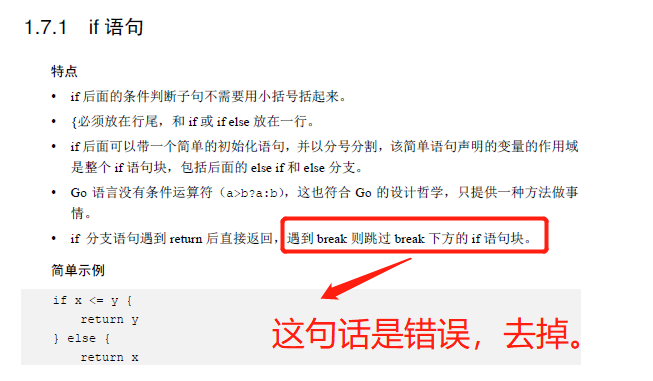 1.7.1 if 语句
特点
• if 后面的条件判断子句不需要用小括号括起来。
• {必须放在行尾，和 if 或 if else 放在一行。
• if 后面可以带一个简单的初始化语句，并以分号分割，该简单语句声明的变量的作用域
是整个 if 语句块，包括后面的 else if 和 else 分支。
• Go 语言没有条件运算符（a>b?a:b），这也符合 Go 的设计哲学，只提供一种方法做事
情。
• if 分支语句遇到 return 后直接返回，遇到 break 则跳过 break 下方的 if 语句块。
简单示例
if x <= y {
return y
} else {
return x
这句话是错误，去掉。